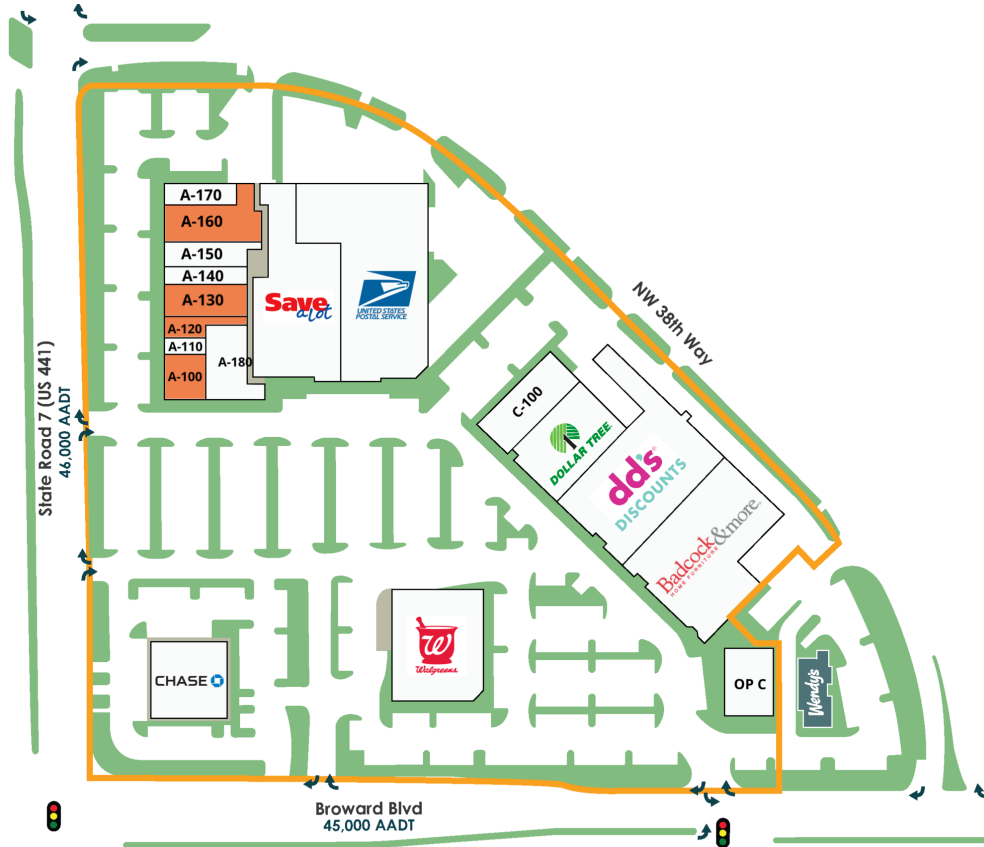 A-170
A-160
A-150
A-140
A-130
A-120
A-110
A-180
A-100
Save
a lot
UNITED STATES
POSTAL SERVICE
NW 38th Way
State Road 7 (US 441)
46,000 AADT
C-100
DOLLAR TREE
dd's
DISCOUNTS
Badcock
&more
HOME FURNITURE
CHASE
W
Walgreens
OP C
Wendy's
Broward Blvd
45,000 AADT